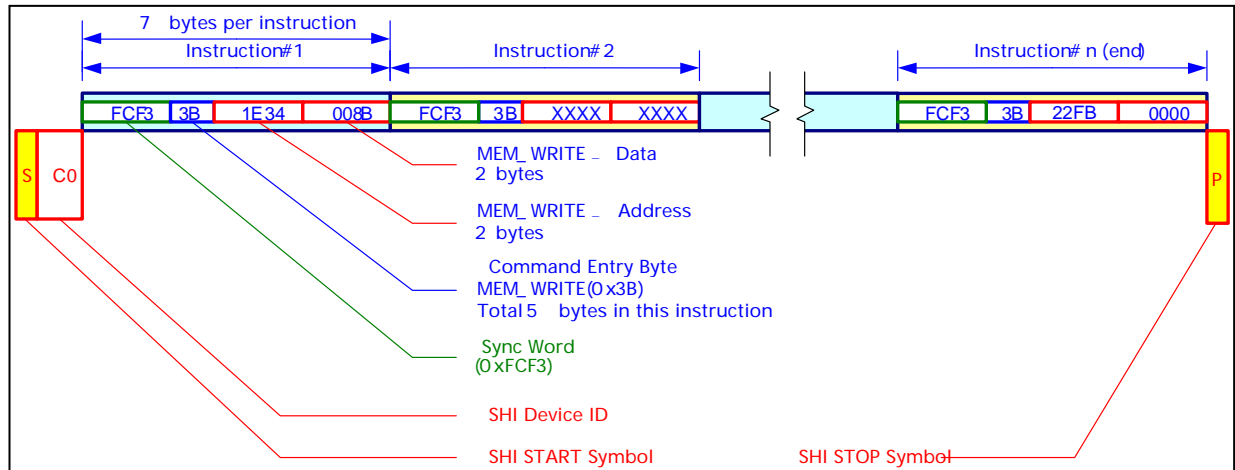 7 bytes per instruction
Instruction#1 Instruction#2 Instruction# n (end)
FCF3 3B 1E34 008B FCF3 3B XXXX XXXX FCF3 3B 22FB 0000
S C0 P
MEM_WRITE – Data
2 bytes
MEM_WRITE – Address
2 bytes
Command Entry Byte
MEM_WRITE(0x3B)
Total 5 bytes in this instruction
Sync Word
(0xFCF3)
SHI Device ID
SHI START Symbol SHI STOP Symbol